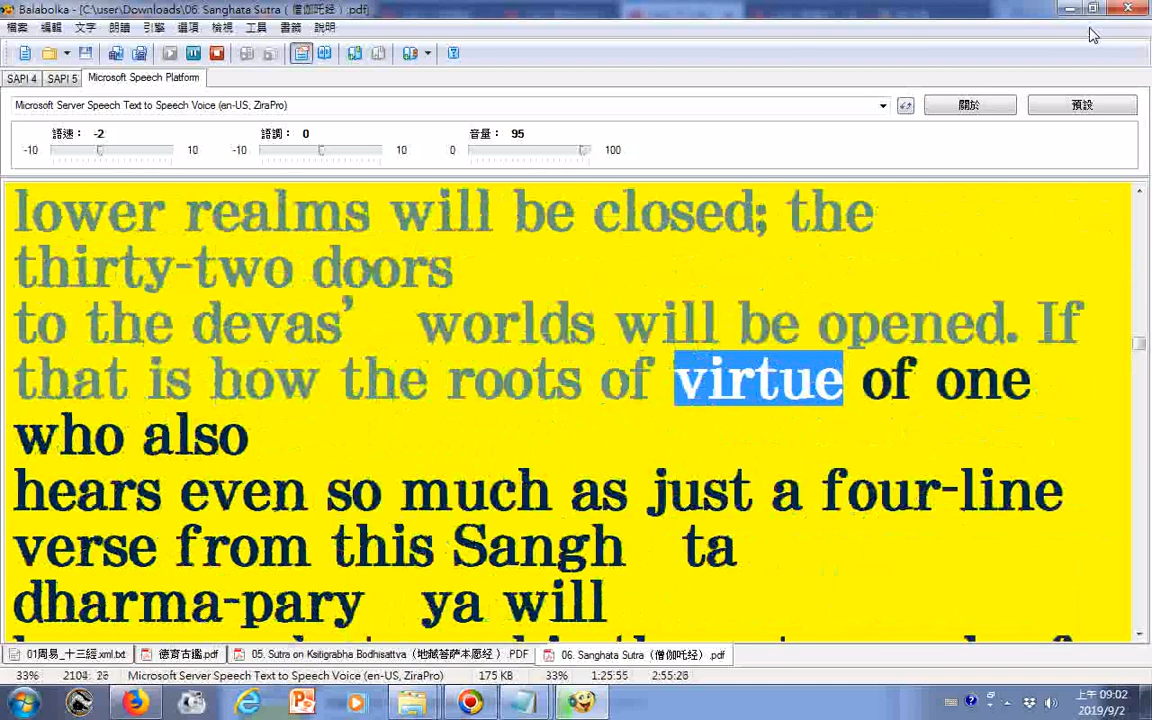 Balabolka - [C:\user\Downloads\06. Sanghata Sutra（僧伽吒经）.pdf]
檔案 編輯 文字 朗讀 引擎 選項 檢視 工具 書籤 說明
SAPI 4 SAPI 5 Microsoft Speech Platform
Microsoft Server Speech Text to Speech Voice (en-US, ZiraPro) 關於 預設
語速： -2 語調： 0 音量： 95
-10 10 -10 10 0 100
lower realms will be closed; the
thirty-two doors
to the devas’ worlds will be opened. If
that is how the roots of virtue of one
who also
hears even so much as just a four-line
verse from this Sangh ta
dharma-pary ya will
01周易_十三經.xml.txt 德育古鑑.pdf 05. Sutra on Ksitigrabha Bodhisattva（地藏菩萨本愿经）.PDF 06. Sanghata Sutra（僧伽吒经）.pdf
33% 2104: 26 Microsoft Server Speech Text to Speech Voice (en-US, ZiraPro) 175 KB 33% 1:25:55 2:55:28
上午 09:02
2019/9/2